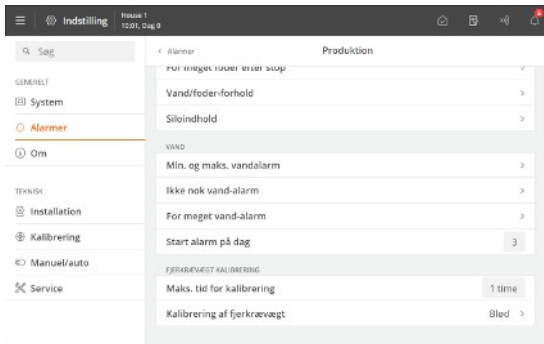 Indstilling
House 1
10:01, Dag 0
Søg
GENERELT
System
Alarmer
Om
TEKNISK
Installation
Kalibrering
Manuel/auto
Service
Alarmer
Produktion
For meget foder efter stop
Vand/foder-forhold
Siloindhold
VAND
Min. og maks. vandalarm
Ikke nok vand-alarm
For meget vand-alarm
Start alarm på dag 3
FJERKRÆVÆGT KALIBRERING
Maks. tid for kalibrering 1 time
Kalibrering af fjerkrævægt Blød